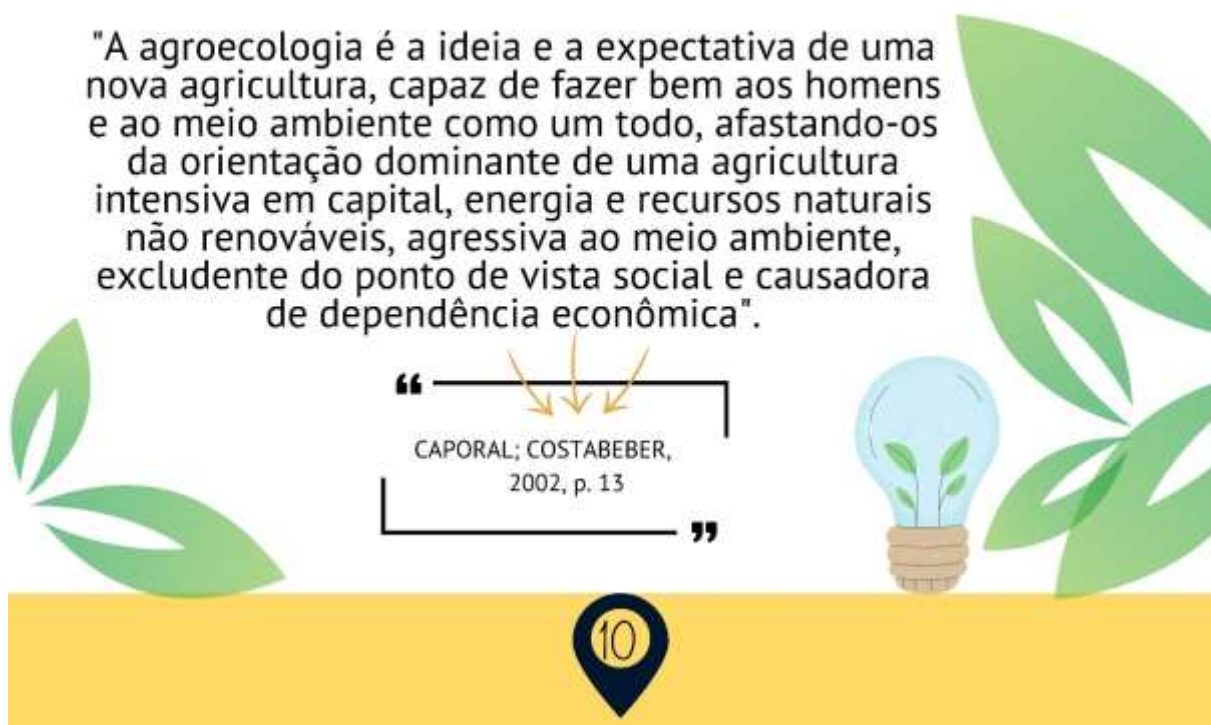 "A agroecologia é a ideia e a expectativa de uma
nova agricultura, capaz de fazer bem aos homens
e ao meio ambiente como um todo, afastando-os
da orientação dominante de uma agricultura
intensiva em capital, energia e recursos naturais
não renováveis, agressiva ao meio ambiente,
excludente do ponto de vista social e causadora
de dependência econômica".
“
CAPORAL; COSTABEBER,
2002, p. 13
”
10